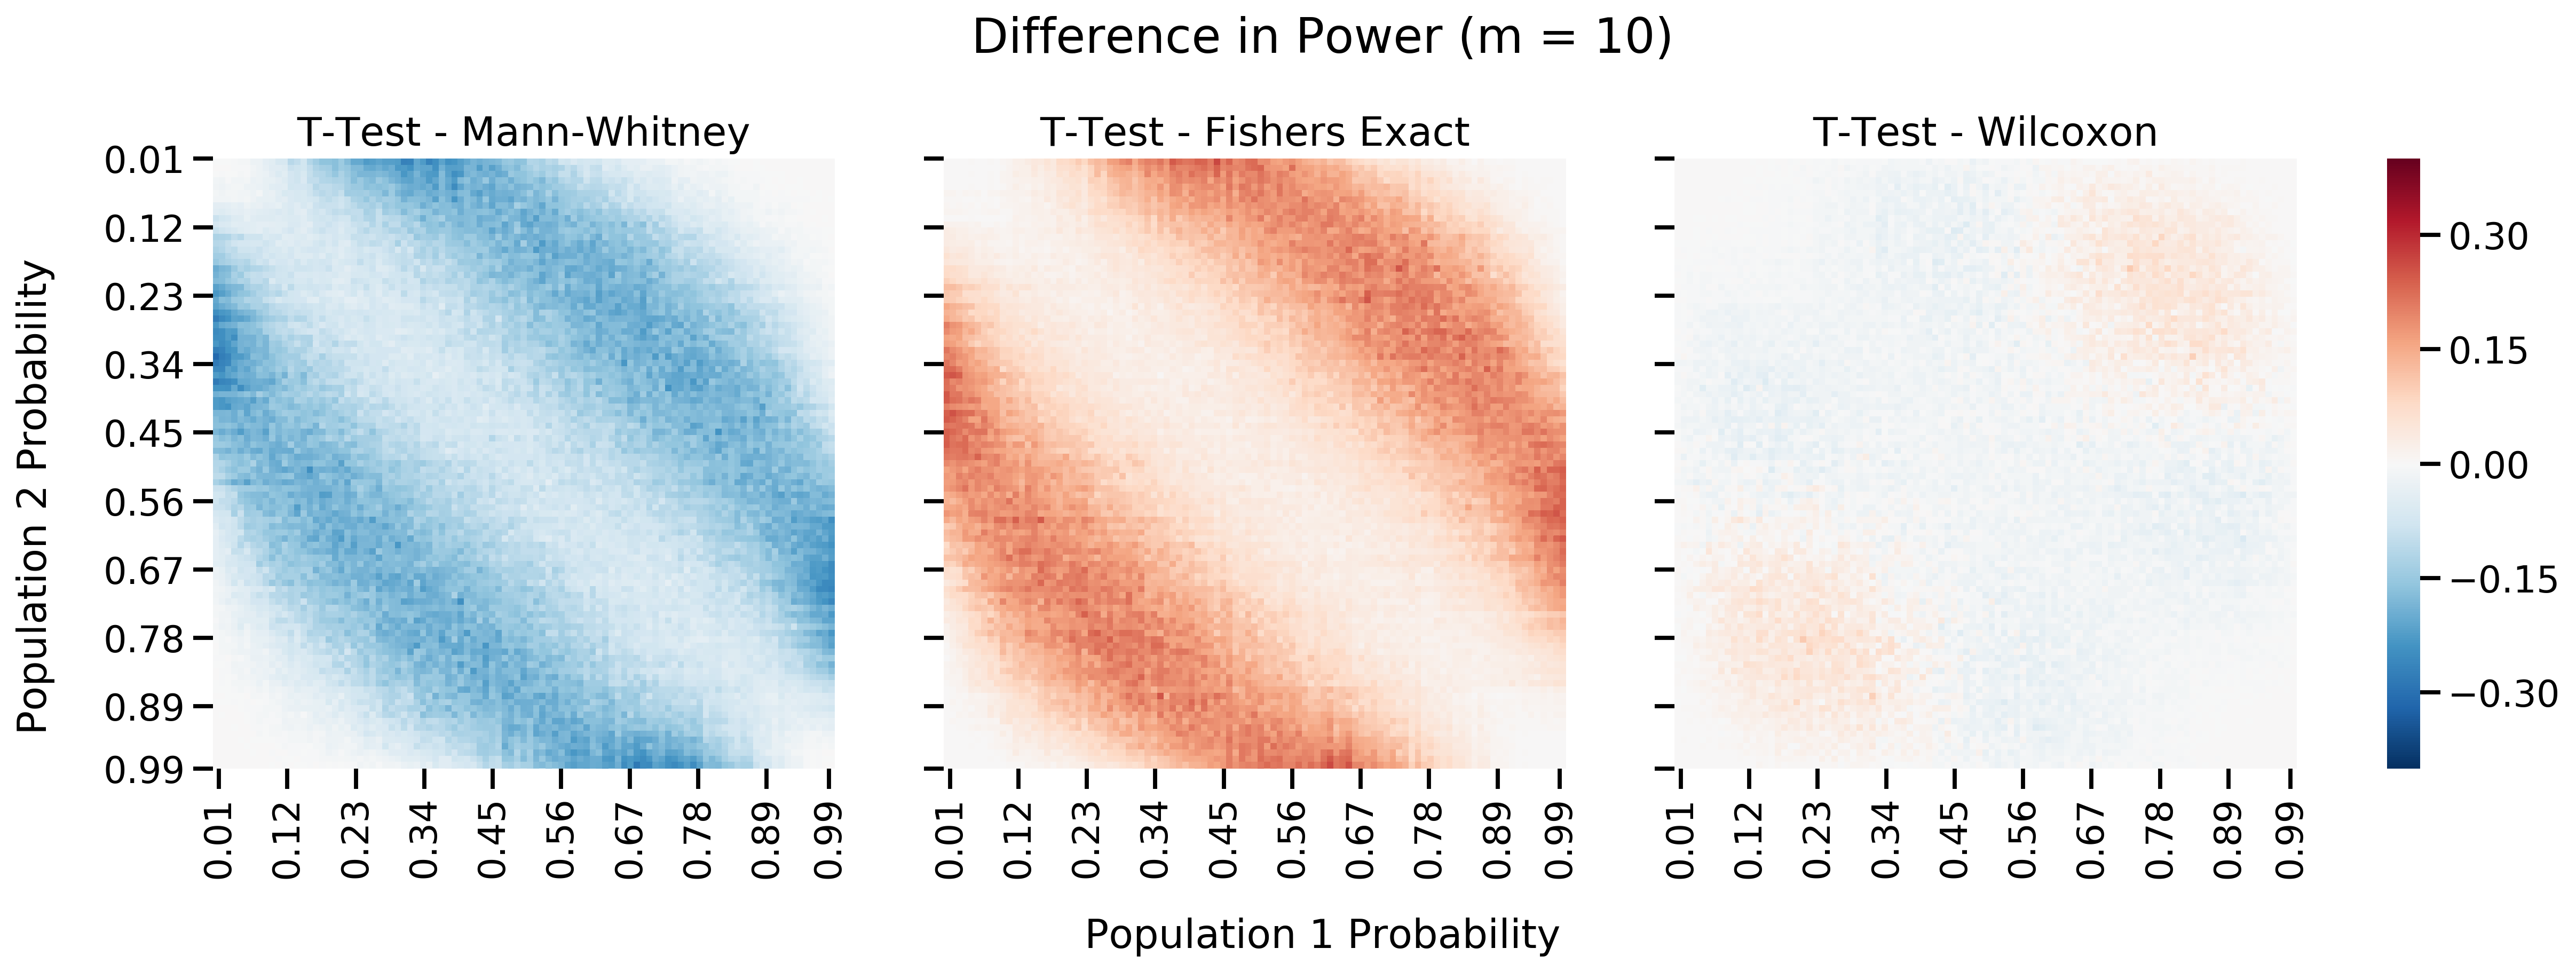 Difference in Power (m = 10)
T-Test - Mann-Whitney
T-Test - Fishers Exact
T-Test - Wilcoxon
Population 2 Probability
0.01
0.12
0.23
0.34
0.45
0.56
0.67
0.78
0.89
0.99
0.01 0.12 0.23 0.34 0.45 0.56 0.67 0.78 0.89 0.99
0.01 0.12 0.23 0.34 0.45 0.56 0.67 0.78 0.89 0.99
0.01 0.12 0.23 0.34 0.45 0.56 0.67 0.78 0.89 0.99
Population 1 Probability
0.30
0.15
0.00
−0.15
−0.30